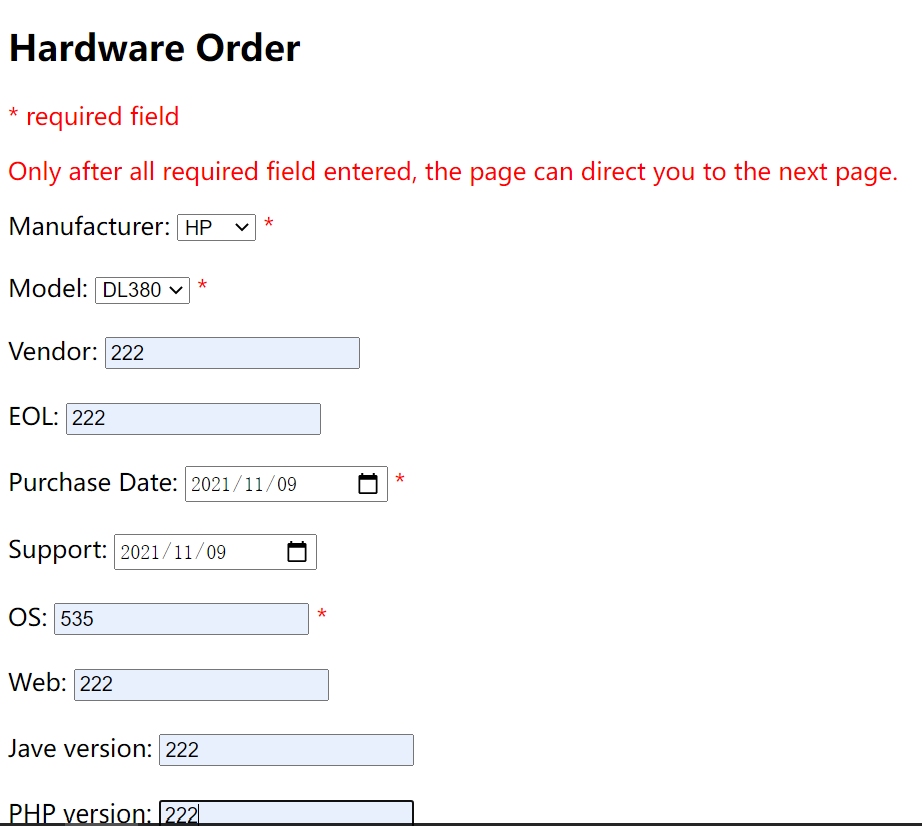 Hardware Order
* required field
Only after all required field entered, the page can direct you to the next page.
Manufacturer: HP *
Model: DL380 *
Vendor: 222
EOL: 222
Purchase Date: 2021/11/09 *
Support: 2021/11/09
OS: 535 *
Web: 222
Jave version: 222
PHP version: 222